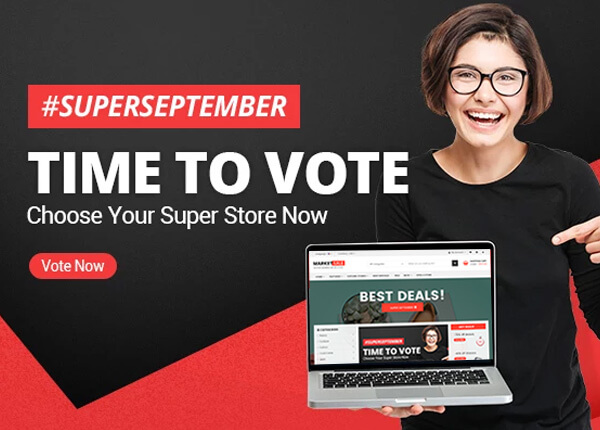 #SUPERSEPTEMBER
TIME TO VOTE
Choose Your Super Store Now
Vote Now
BEST DEALS!
#SUPERSEPTEMBER
TIME TO VOTE